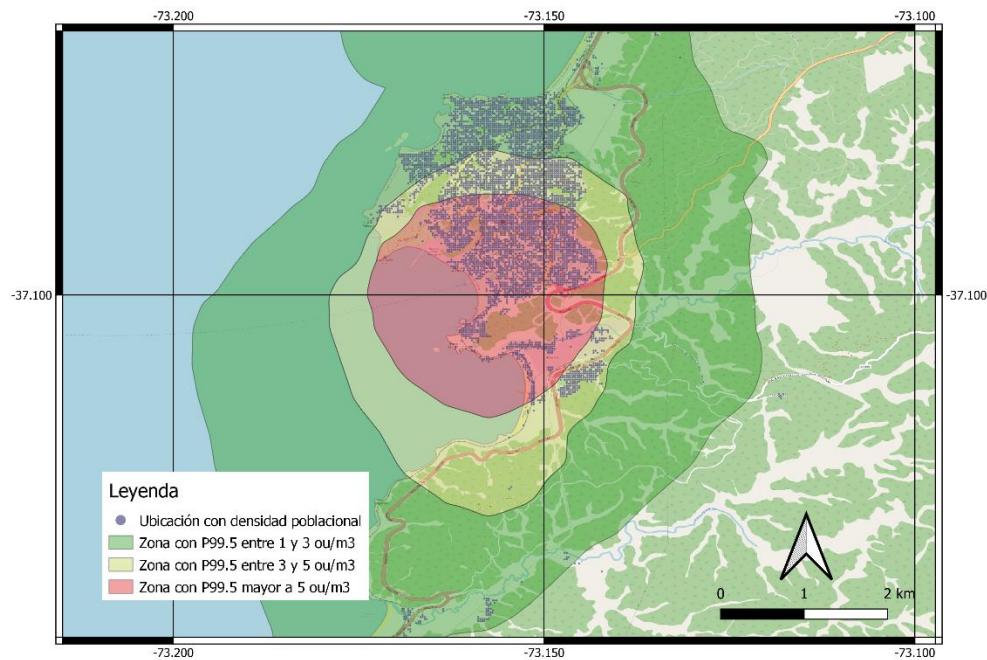 -73.200
-73.150
-73.100
-37.100
-37.100
Leyenda
Ubicación con densidad poblacional
Zona con P99.5 entre 1 y 3 ou/m3
Zona con P99.5 entre 3 y 5 ou/m3
Zona con P99.5 mayor a 5 ou/m3
0 1 2 km
-73.200
-73.150
-73.100